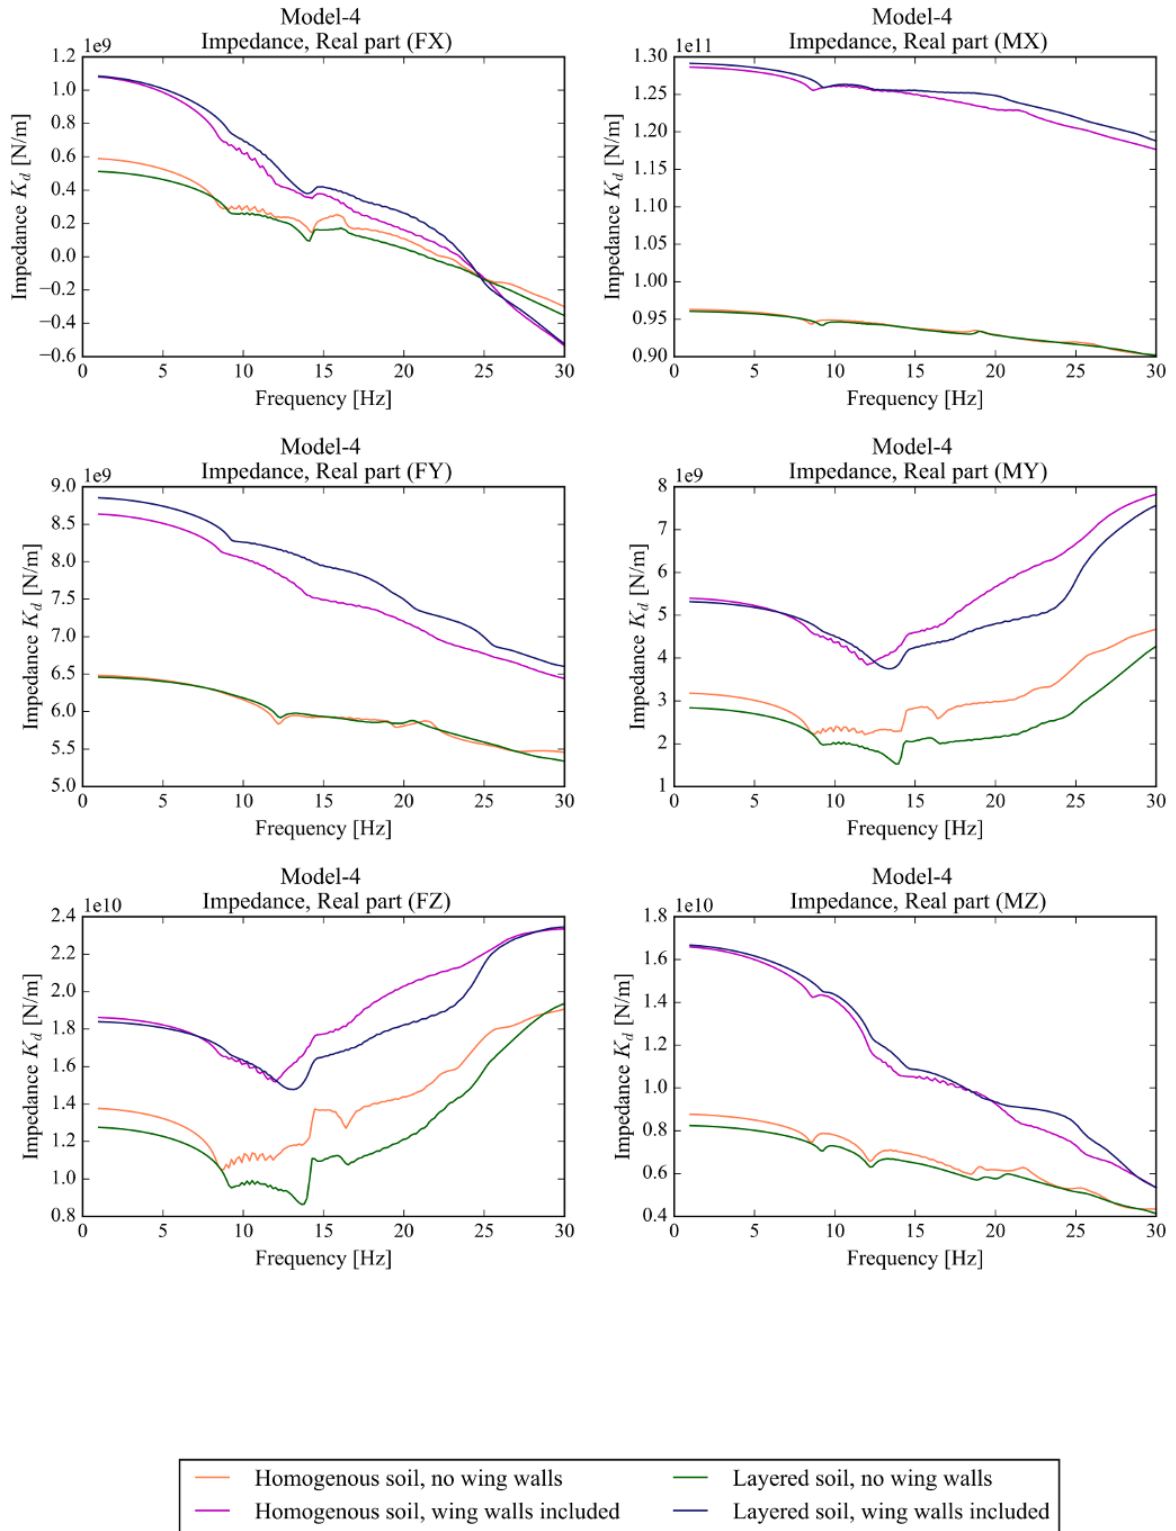 Model-4
Impedance, Real part (FX)
1e9
1.2
1.0
0.8
0.6
0.4
0.2
0.0
−0.2
−0.4
−0.6
Impedance K_d [N/m]
0 5 10 15 20 25 30
Frequency [Hz]
Model-4
Impedance, Real part (MX)
1e11
1.30
1.25
1.20
1.15
1.10
1.05
1.00
0.95
0.90
Impedance K_d [N/m]
0 5 10 15 20 25 30
Frequency [Hz]
Model-4
Impedance, Real part (FY)
1e9
9.0
8.5
8.0
7.5
7.0
6.5
6.0
5.5
5.0
Impedance K_d [N/m]
0 5 10 15 20 25 30
Frequency [Hz]
Model-4
Impedance, Real part (MY)
1e9
8
7
6
5
4
3
2
1
Impedance K_d [N/m]
0 5 10 15 20 25 30
Frequency [Hz]
Model-4
Impedance, Real part (FZ)
1e10
2.4
2.2
2.0
1.8
1.6
1.4
1.2
1.0
0.8
Impedance K_d [N/m]
0 5 10 15 20 25 30
Frequency [Hz]
Model-4
Impedance, Real part (MZ)
1e10
1.8
1.6
1.4
1.2
1.0
0.8
0.6
0.4
Impedance K_d [N/m]
0 5 10 15 20 25 30
Frequency [Hz]
Homogenous soil, no wing walls
Homogenous soil, wing walls included
Layered soil, no wing walls
Layered soil, wing walls included